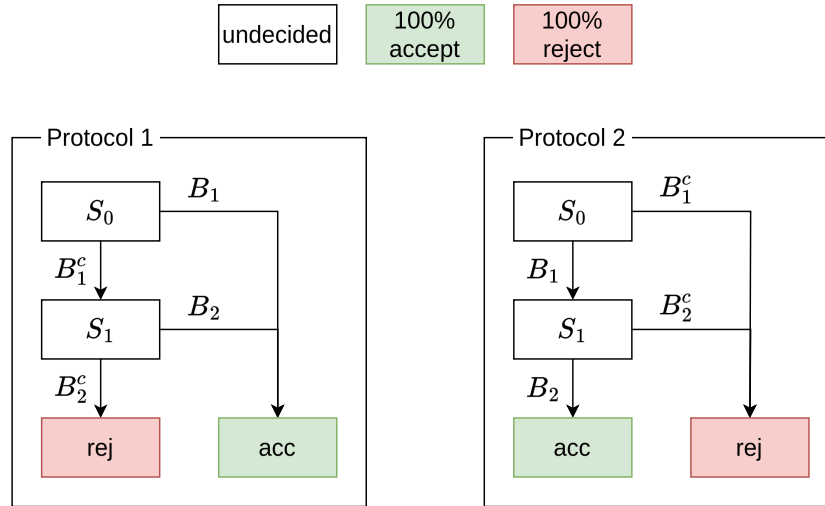 undecided
100%
accept
100%
reject
Protocol 1
S_0
B_1
B_1^c
S_1
B_2
B_2^c
rej
acc
Protocol 2
S_0
B_1^c
B_1
S_1
B_2^c
B_2
acc
rej